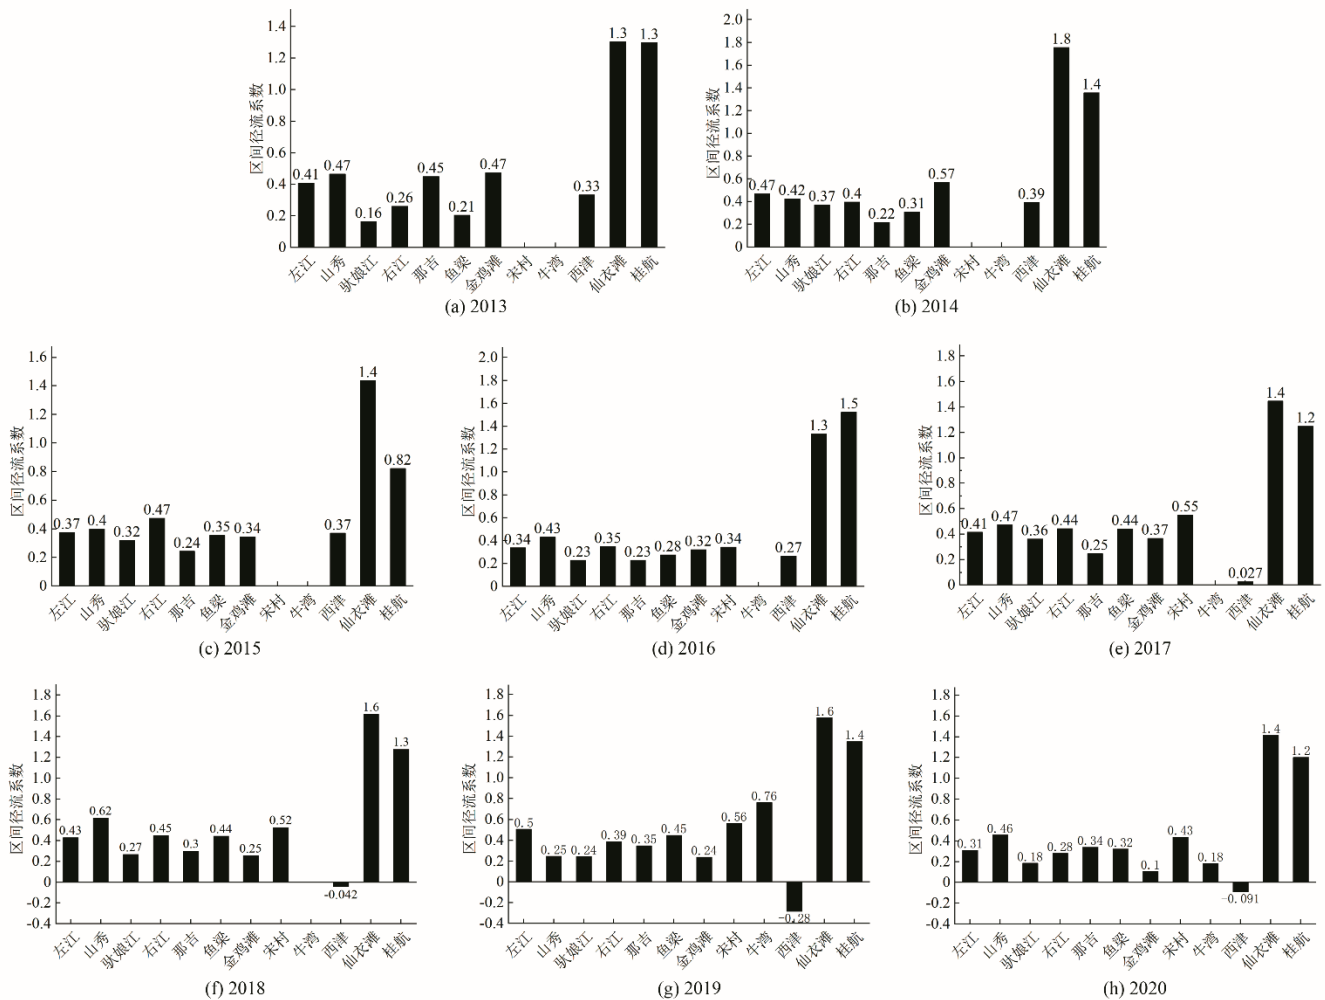 区间径流系数
1.4
1.2
1.0
0.8
0.6
0.4
0.2
0
0.41
0.47
0.16
0.26
0.45
0.21
0.47
0.33
1.3
1.3
左江
山秀
驮娘江
右江
那吉
鱼梁
金鸡滩
宋村
牛湾
西津
仙衣滩
桂航
(a) 2013
区间径流系数
2.0
1.8
1.6
1.4
1.2
1.0
0.8
0.6
0.4
0.2
0
0.47
0.42
0.37
0.4
0.22
0.31
0.57
0.39
1.8
1.4
左江
山秀
驮娘江
右江
那吉
鱼梁
金鸡滩
宋村
牛湾
西津
仙衣滩
桂航
(b) 2014
区间径流系数
1.6
1.4
1.2
1.0
0.8
0.6
0.4
0.2
0
0.37
0.4
0.32
0.47
0.24
0.35
0.34
0.37
1.4
0.82
左江
山秀
驮娘江
右江
那吉
鱼梁
金鸡滩
宋村
牛湾
西津
仙衣滩
桂航
(c) 2015
区间径流系数
2.0
1.8
1.6
1.4
1.2
1.0
0.8
0.6
0.4
0.2
0
0.34
0.43
0.23
0.35
0.23
0.28
0.32
0.34
0.27
1.3
1.5
左江
山秀
驮娘江
右江
那吉
鱼梁
金鸡滩
宋村
牛湾
西津
仙衣滩
桂航
(d) 2016
区间径流系数
1.8
1.6
1.4
1.2
1.0
0.8
0.6
0.4
0.2
0
0.41
0.47
0.36
0.44
0.25
0.44
0.37
0.55
0.027
1.4
1.2
左江
山秀
驮娘江
右江
那吉
鱼梁
金鸡滩
宋村
牛湾
西津
仙衣滩
桂航
(e) 2017
区间径流系数
1.8
1.6
1.4
1.2
1.0
0.8
0.6
0.4
0.2
0
-0.2
-0.4
0.43
0.62
0.27
0.45
0.3
0.44
0.25
0.52
-0.042
1.6
1.3
左江
山秀
驮娘江
右江
那吉
鱼梁
金鸡滩
宋村
牛湾
西津
仙衣滩
桂航
(f) 2018
区间径流系数
1.8
1.6
1.4
1.2
1.0
0.8
0.6
0.4
0.2
0
-0.2
-0.4
0.5
0.25
0.24
0.39
0.35
0.45
0.24
0.56
0.76
-0.28
1.6
1.4
左江
山秀
驮娘江
右江
那吉
鱼梁
金鸡滩
宋村
牛湾
西津
仙衣滩
桂航
(g) 2019
区间径流系数
1.8
1.6
1.4
1.2
1.0
0.8
0.6
0.4
0.2
0
-0.2
-0.4
0.31
0.46
0.18
0.28
0.34
0.32
0.1
0.43
0.18
-0.091
1.4
1.2
左江
山秀
驮娘江
右江
那吉
鱼梁
金鸡滩
宋村
牛湾
西津
仙衣滩
桂航
(h) 2020